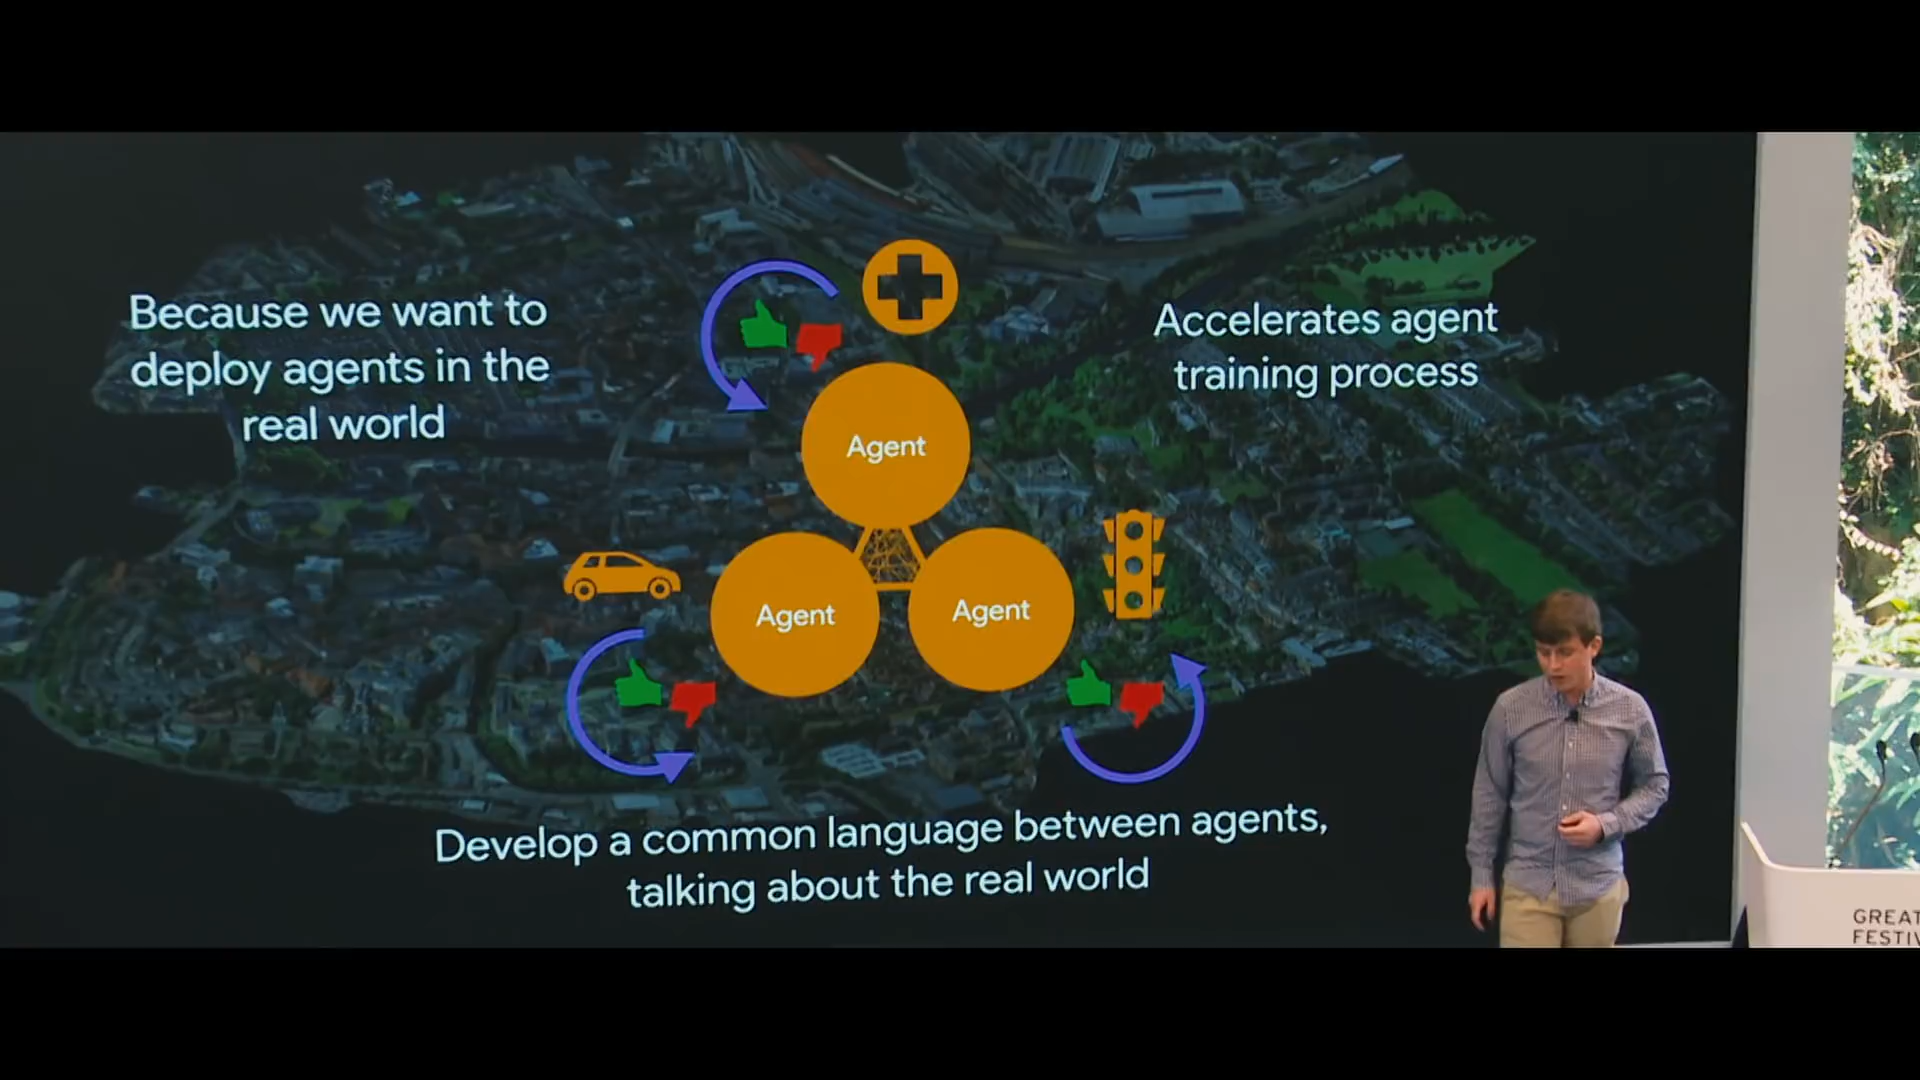 Because we want to
deploy agents in the
real world
Accelerates agent
training process
Agent
Agent
Agent
Develop a common language between agents,
talking about the real world
GREAT